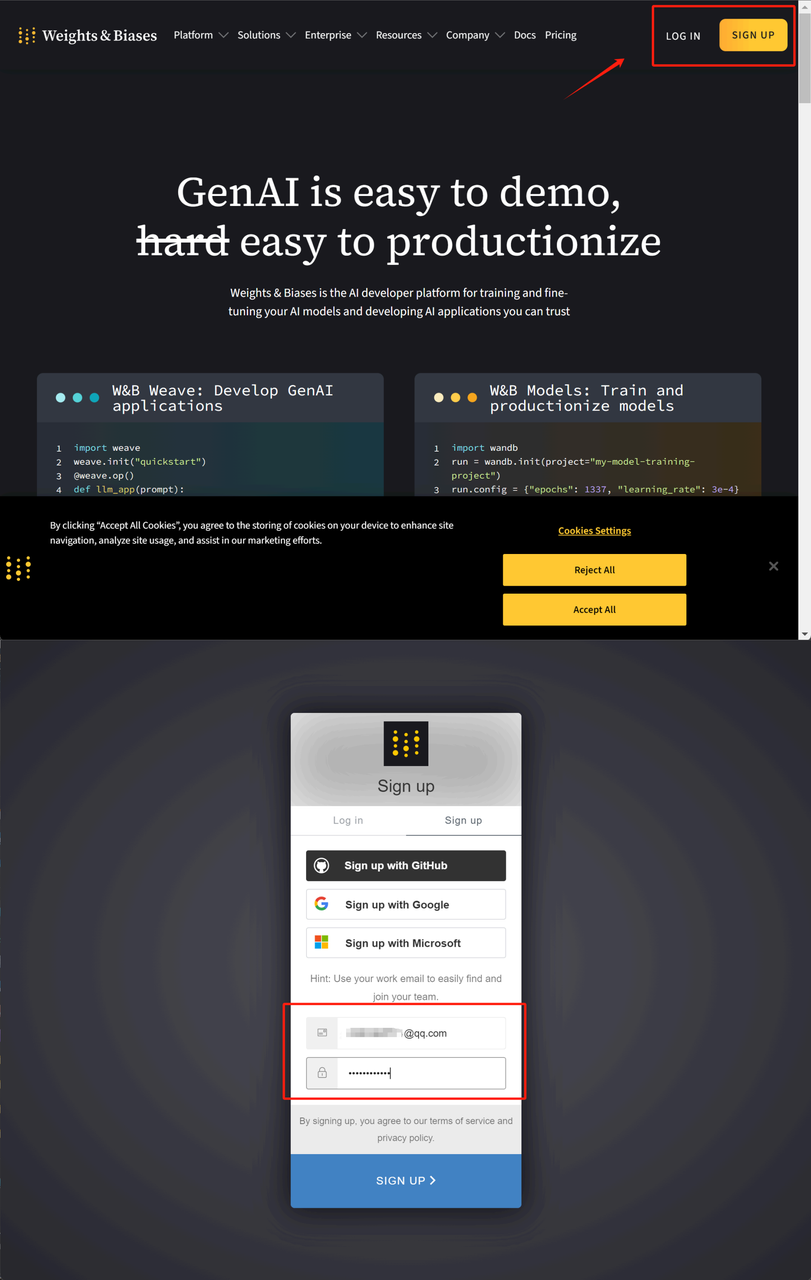 Weights & Biases Platform Solutions Enterprise Resources Company Docs Pricing LOG IN SIGN UP
GenAI is easy to demo,
hard easy to productionize
Weights & Biases is the AI developer platform for training and fine-
tuning your AI models and developing AI applications you can trust
W&B Weave: Develop GenAI
applications
1 import weave
2 weave.init("quickstart")
3 @weave.op()
4 def llm_app(prompt):
W&B Models: Train and
productionize models
1 import wandb
2 run = wandb.init(project="my-model-training-
project")
3 run.config = {"epochs": 1337, "learning_rate": 3e-4}
By clicking “Accept All Cookies”, you agree to the storing of cookies on your device to enhance site
navigation, analyze site usage, and assist in our marketing efforts.
Cookies Settings
Reject All
Accept All
Sign up
Log in Sign up
Sign up with GitHub
Sign up with Google
Sign up with Microsoft
Hint: Use your work email to easily find and
join your team.
@qq.com
By signing up, you agree to our terms of service and
privacy policy.
SIGN UP